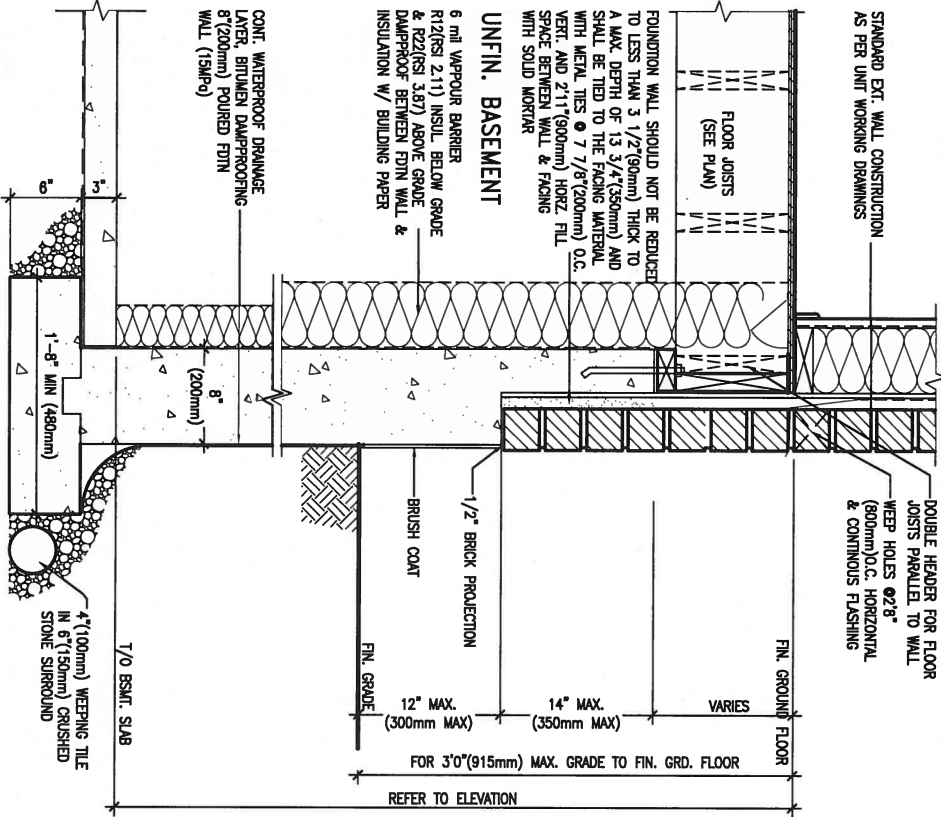 STANDARD EXT. WALL CONSTRUCTION
AS PER UNIT WORKING DRAWINGS
FLOOR JOISTS
(SEE PLAN)
FOUNDTION WALL SHOULD NOT BE REDUCED
TO LESS THAN 3 1/2"(90mm) THICK TO
A MAX. DEPTH OF 13 3/4"(350mm) AND
SHALL BE TIED TO THE FACING MATERIAL
WITH METAL TIES @ 7 7/8"(200mm) O.C.
VERT. AND 2'11"(900mm) HORZ. FILL
SPACE BETWEEN WALL & FACING
WITH SOLID MORTAR
UNFIN. BASEMENT
6 mil VAPPOUR BARRIER
R12(RSI 2.11) INSUL BELOW GRADE
& R22(RSI 3.87) ABOVE GRADE
DAMPPROOF BETWEEN FDTN WALL &
INSULATION W/ BUILDING PAPER
CONT. WATERPROOF DRAINAGE
LAYER, BITUMEN DAMPPROOFING
8"(200mm) POURED FDTN
WALL (15MPa)
DOUBLE HEADER FOR FLOOR
JOISTS PARALLEL TO WALL
WEEP HOLES @2'8"
(800mm)O.C. HORIZONTAL
& CONTINOUS FLASHING
1/2" BRICK PROJECTION
BRUSH COAT
8"
(200mm)
6"
3"
1'-8" MIN (480mm)
4"(100mm) WEEPING TILE
IN 6"(150mm) CRUSHED
STONE SURROUND
T/O BSMT. SLAB
FIN. GRADE
FIN. GROUND FLOOR
12" MAX.
(300mm MAX)
14" MAX.
(350mm MAX)
VARIES
FOR 3'0"(915mm) MAX. GRADE TO FIN. GRD. FLOOR
REFER TO ELEVATION